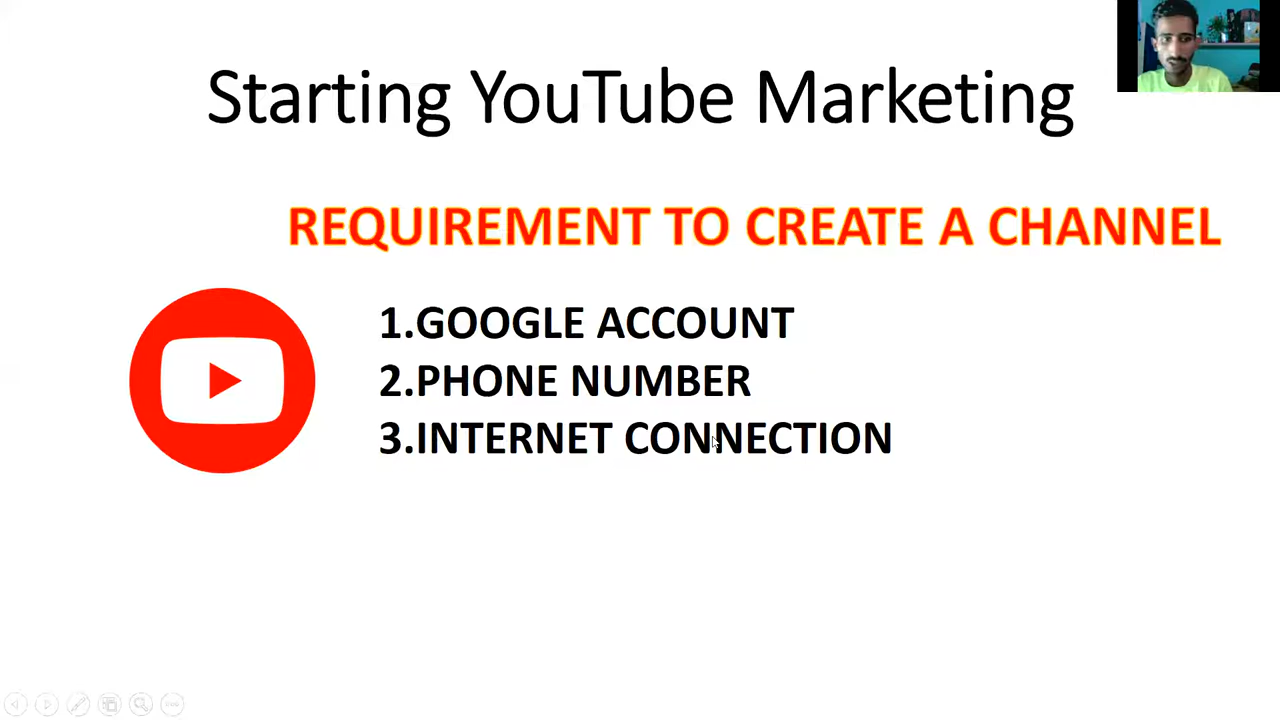 Starting YouTube Marketing
REQUIREMENT TO CREATE A CHANNEL
1.GOOGLE ACCOUNT
2.PHONE NUMBER
3.INTERNET CONNECTION